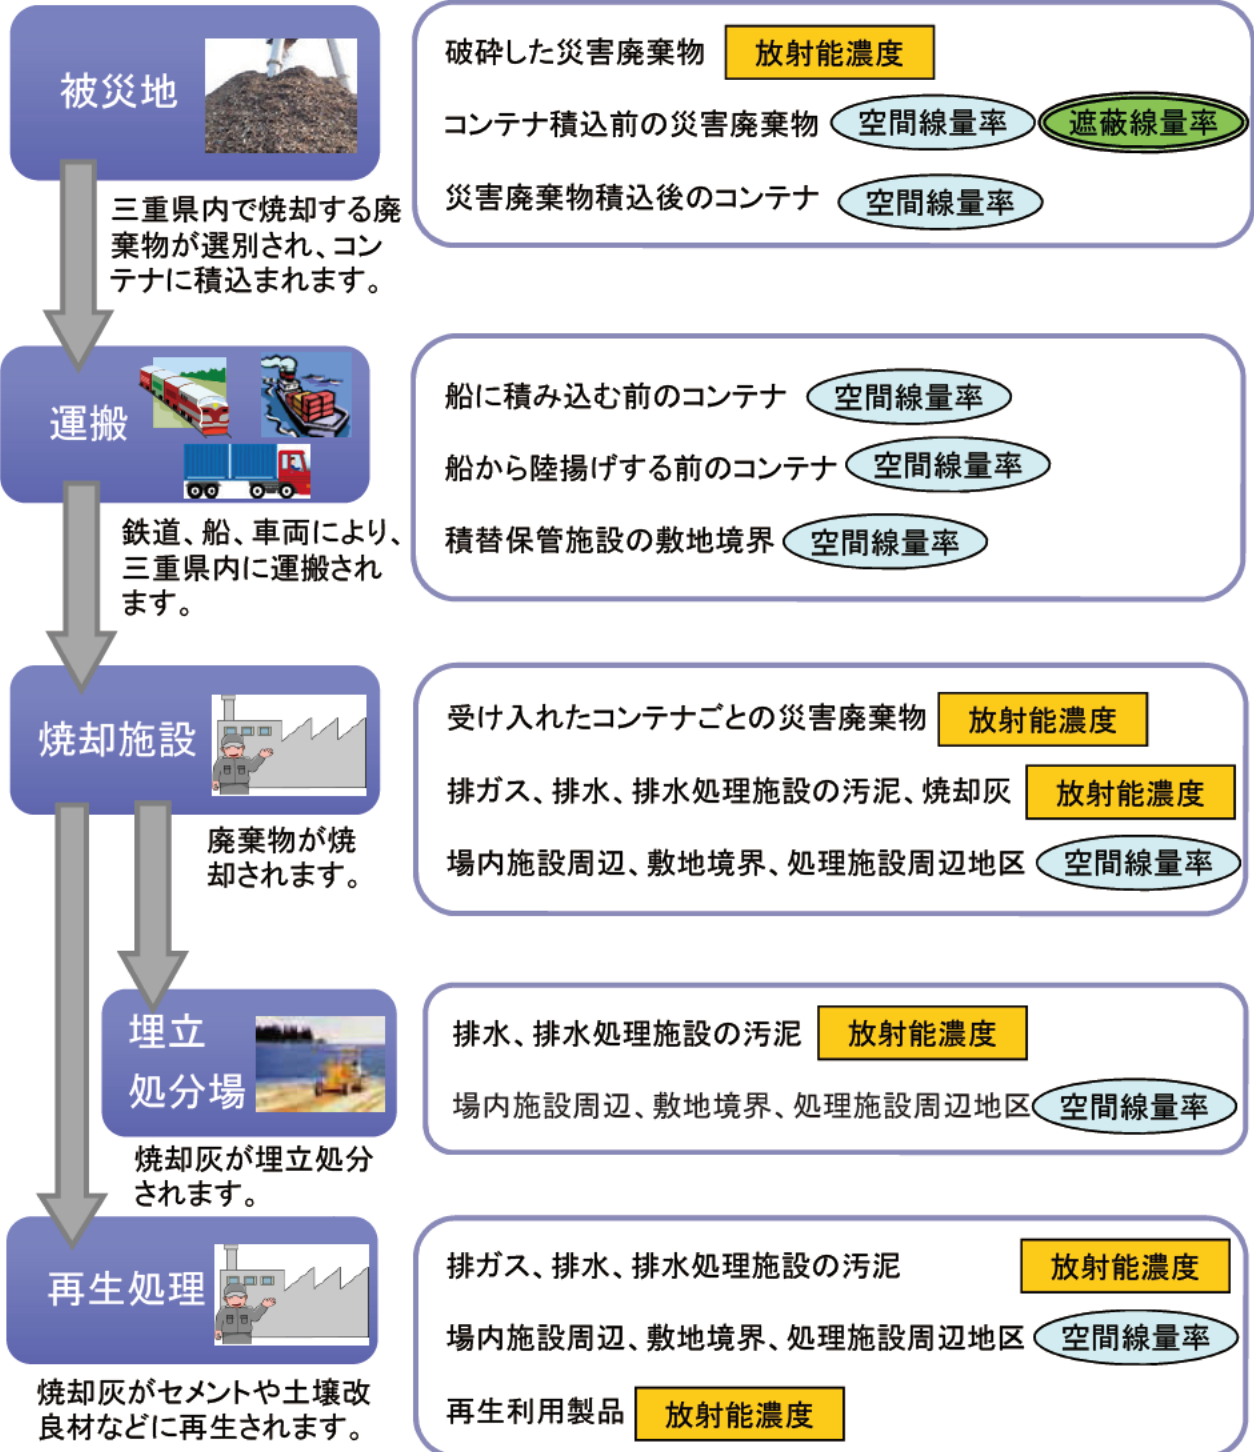 被災地
破砕した災害廃棄物 放射能濃度
コンテナ積込前の災害廃棄物 空間線量率 遮蔽線量率
災害廃棄物積込後のコンテナ 空間線量率
三重県内で焼却する廃
棄物が選別され、コン
テナに積込まれます。
運搬
船に積み込む前のコンテナ 空間線量率
船から陸揚げする前のコンテナ 空間線量率
積替保管施設の敷地境界 空間線量率
鉄道、船、車両により、
三重県内に運搬され
ます。
焼却施設
受け入れたコンテナごとの災害廃棄物 放射能濃度
排ガス、排水、排水処理施設の汚泥、焼却灰 放射能濃度
場内施設周辺、敷地境界、処理施設周辺地区 空間線量率
廃棄物が焼
却されます。
埋立
処分場
排水、排水処理施設の汚泥 放射能濃度
場内施設周辺、敷地境界、処理施設周辺地区 空間線量率
焼却灰が埋立処分
されます。
再生処理
排ガス、排水、排水処理施設の汚泥 放射能濃度
場内施設周辺、敷地境界、処理施設周辺地区 空間線量率
再生利用製品 放射能濃度
焼却灰がセメントや土壌改
良材などに再生されます。